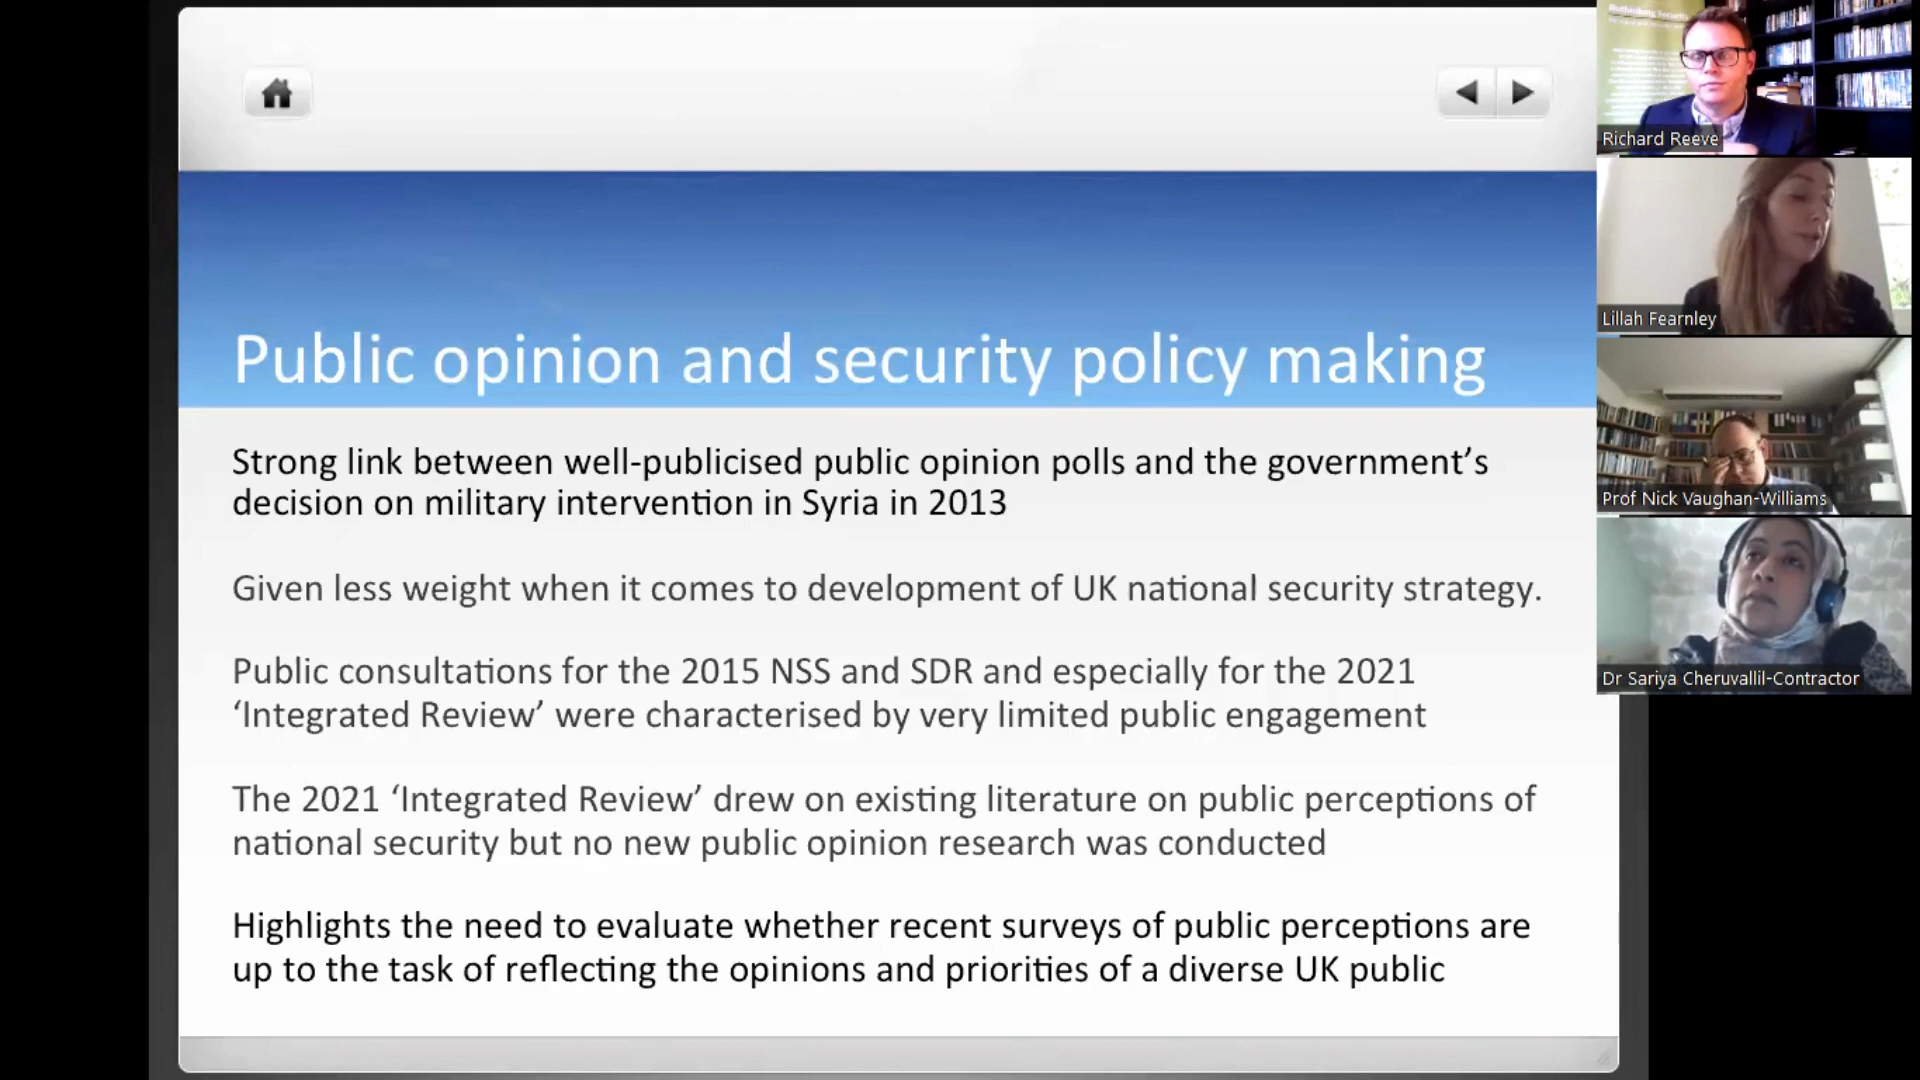 Public opinion and security policy making
Strong link between well-publicised public opinion polls and the government’s
decision on military intervention in Syria in 2013
Given less weight when it comes to development of UK national security strategy.
Public consultations for the 2015 NSS and SDR and especially for the 2021
‘Integrated Review’ were characterised by very limited public engagement
The 2021 ‘Integrated Review’ drew on existing literature on public perceptions of
national security but no new public opinion research was conducted
Highlights the need to evaluate whether recent surveys of public perceptions are
up to the task of reflecting the opinions and priorities of a diverse UK public
Rethinking Security
Richard Reeve
Lillah Fearnley
Prof Nick Vaughan-Williams
Dr Sariya Cheruvallil-Contractor